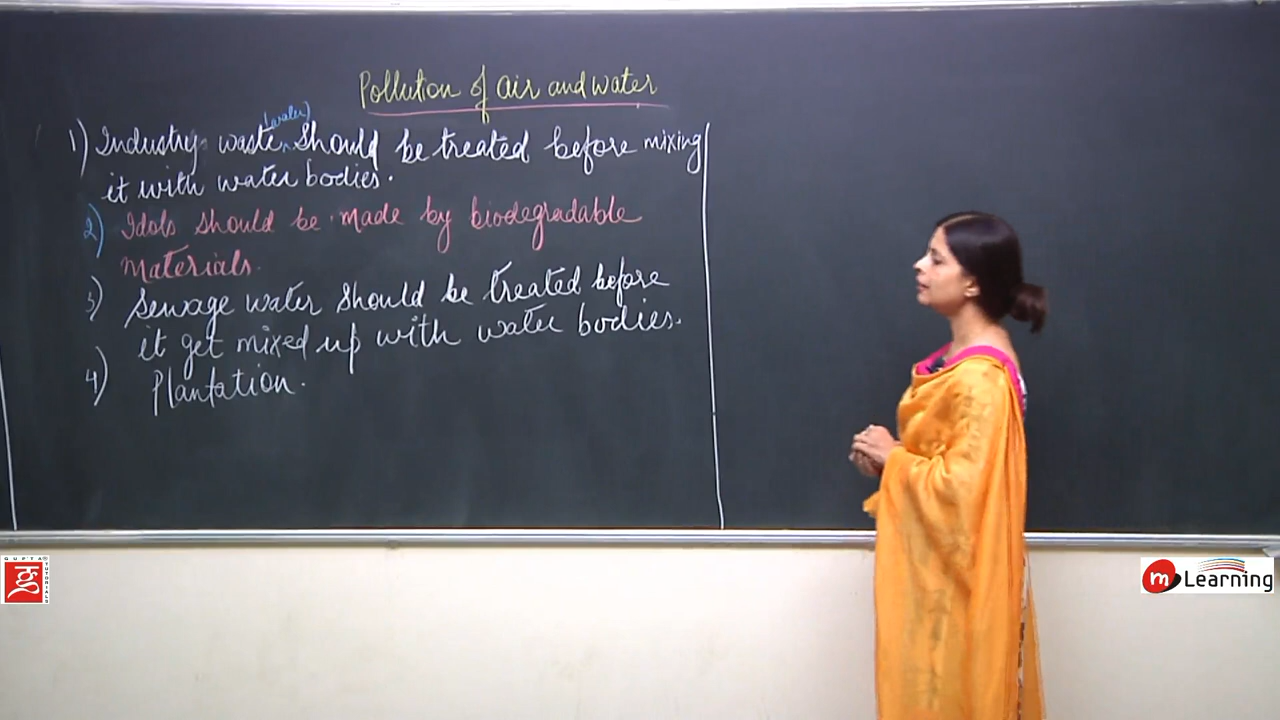 Pollution of air and water
(water)
1) Industry waste ^ should be treated before mixing
it with water bodies.
2) Idols should be made by biodegradable
materials.
3) Sewage water should be treated before
it get mixed up with water bodies.
4) Plantation.
GUPTA®
TUTORIALS
m Learning